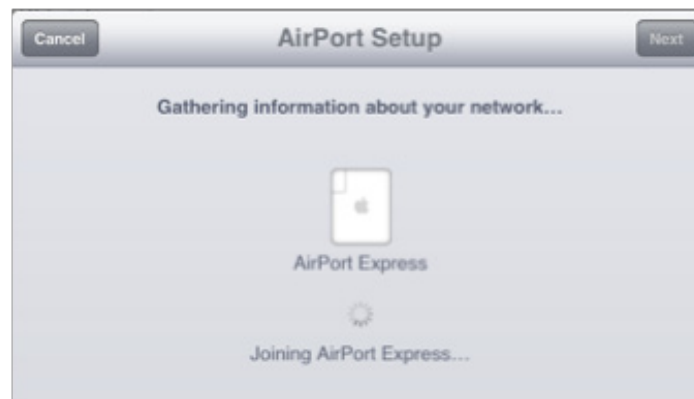 Cancel AirPort Setup Next
Gathering information about your network...
AirPort Express
Joining AirPort Express...